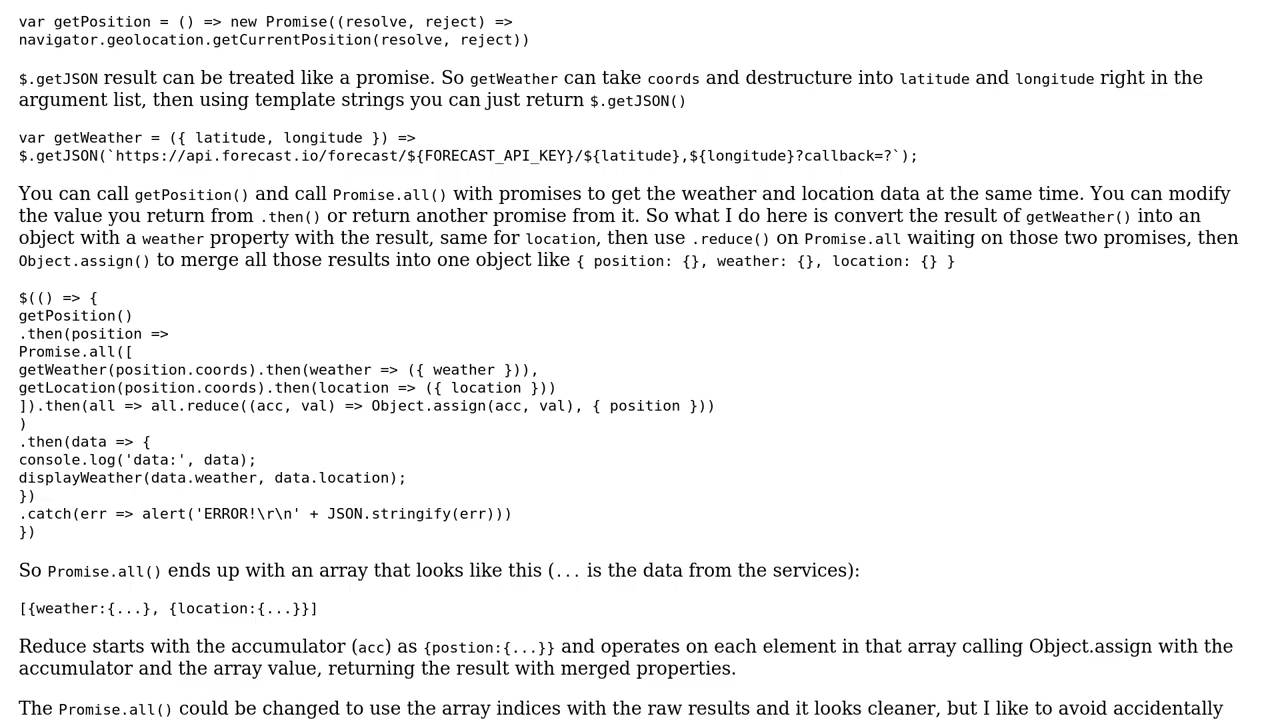 var getPosition = () => new Promise((resolve, reject) =>
navigator.geolocation.getCurrentPosition(resolve, reject))
$.getJSON result can be treated like a promise. So getWeather can take coords and destructure into latitude and longitude right in the
argument list, then using template strings you can just return $.getJSON()
var getWeather = ({ latitude, longitude }) =>
$.getJSON(`https://api.forecast.io/forecast/${FORECAST_API_KEY}/${latitude},${longitude}?callback=?`);
You can call getPosition() and call Promise.all() with promises to get the weather and location data at the same time. You can modify
the value you return from .then() or return another promise from it. So what I do here is convert the result of getWeather() into an
object with a weather property with the result, same for location, then use .reduce() on Promise.all waiting on those two promises, then
Object.assign() to merge all those results into one object like { position: {}, weather: {}, location: {} }
$(() => {
getPosition()
.then(position =>
Promise.all([
getWeather(position.coords).then(weather => ({ weather })),
getLocation(position.coords).then(location => ({ location }))
]).then(all => all.reduce((acc, val) => Object.assign(acc, val), { position }))
)
.then(data => {
console.log('data:', data);
displayWeather(data.weather, data.location);
})
.catch(err => alert('ERROR!\r\n' + JSON.stringify(err)))
})
So Promise.all() ends up with an array that looks like this (... is the data from the services):
[{weather:{...}, {location:{...}}]
Reduce starts with the accumulator (acc) as {postion:{...}} and operates on each element in that array calling Object.assign with the
accumulator and the array value, returning the result with merged properties.
The Promise.all() could be changed to use the array indices with the raw results and it looks cleaner, but I like to avoid accidentally